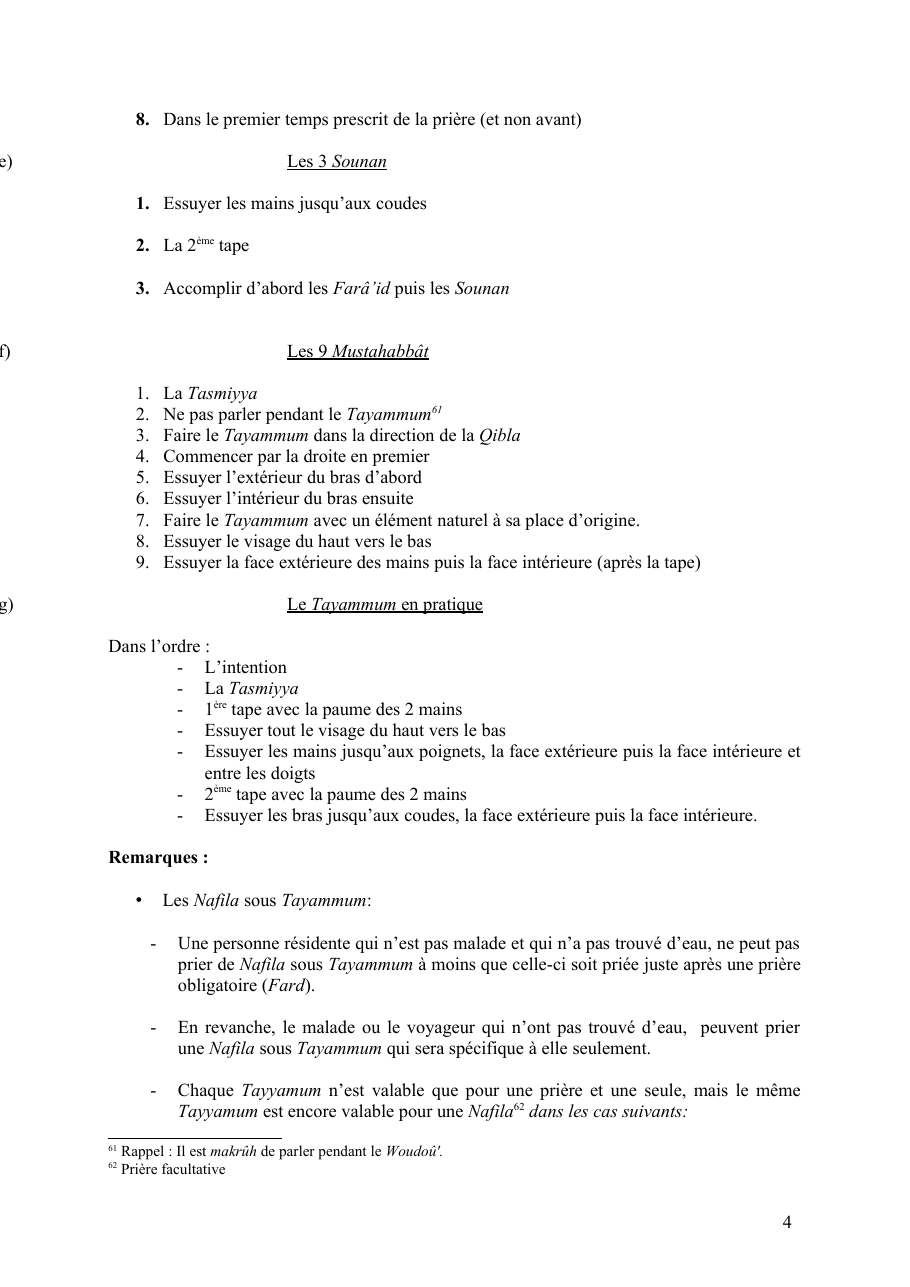 8. Dans le premier temps prescrit de la prière (et non avant)
e) Les 3 Sounan
1. Essuyer les mains jusqu’aux coudes
2. La 2ème tape
3. Accomplir d’abord les Farâ’id puis les Sounan
f) Les 9 Mustahabbât
1. La Tasmiyya
2. Ne pas parler pendant le Tayammum61
3. Faire le Tayammum dans la direction de la Qibla
4. Commencer par la droite en premier
5. Essuyer l’extérieur du bras d’abord
6. Essuyer l’intérieur du bras ensuite
7. Faire le Tayammum avec un élément naturel à sa place d’origine.
8. Essuyer le visage du haut vers le bas
9. Essuyer la face extérieure des mains puis la face intérieure (après la tape)
g) Le Tayammum en pratique
Dans l’ordre :
- L’intention
- La Tasmiyya
- 1ère tape avec la paume des 2 mains
- Essuyer tout le visage du haut vers le bas
- Essuyer les mains jusqu’aux poignets, la face extérieure puis la face intérieure et
entre les doigts
- 2ème tape avec la paume des 2 mains
- Essuyer les bras jusqu’aux coudes, la face extérieure puis la face intérieure.
Remarques :
• Les Nafila sous Tayammum:
- Une personne résidente qui n’est pas malade et qui n’a pas trouvé d’eau, ne peut pas
prier de Nafîla sous Tayammum à moins que celle-ci soit priée juste après une prière
obligatoire (Fard).
- En revanche, le malade ou le voyageur qui n’ont pas trouvé d’eau, peuvent prier
une Nafîla sous Tayammum qui sera spécifique à elle seulement.
- Chaque Tayyamum n’est valable que pour une prière et une seule, mais le même
Tayyamum est encore valable pour une Nafîla62 dans les cas suivants:
61 Rappel : Il est makrûh de parler pendant le Woudoû'.
62 Prière facultative
4